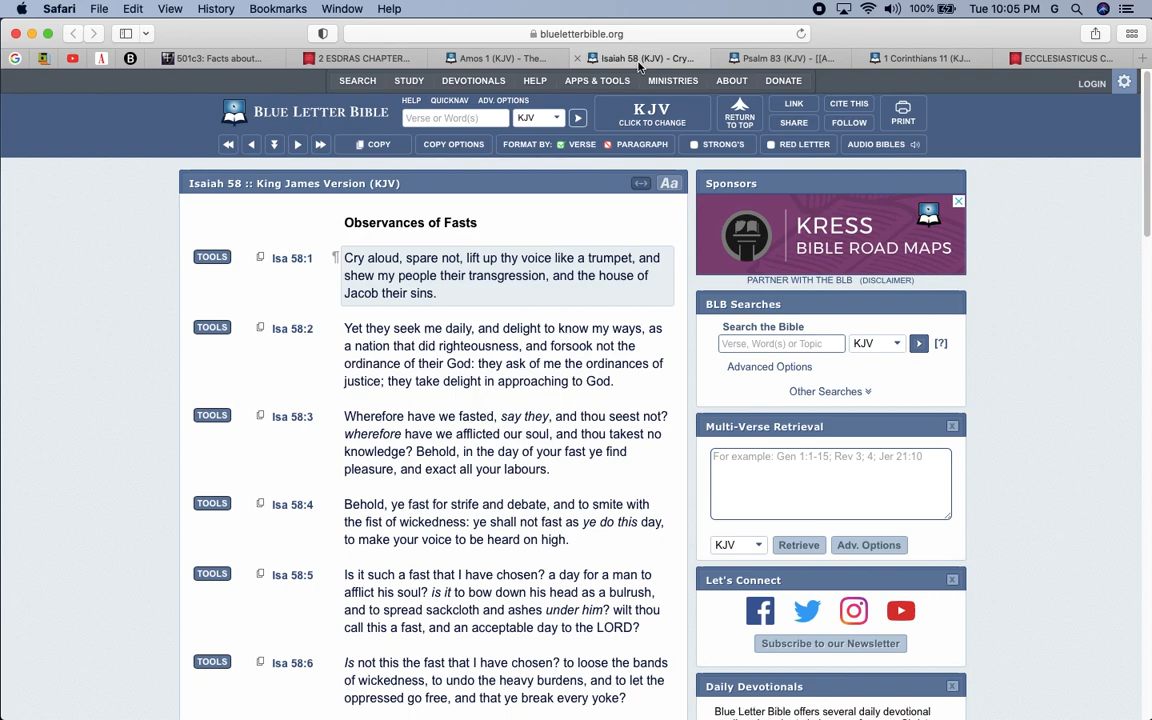 Safari File Edit View History Bookmarks Window Help 100% Tue 10:05 PM G
blueletterbible.org
501c3: Facts about... 2 ESDRAS CHAPTER... Amos 1 (KJV) - The... Isaiah 58 (KJV) - Cry... Psalm 83 (KJV) - [[A... 1 Corinthians 11 (KJ... ECCLESIASTICUS C...
SEARCH STUDY DEVOTIONALS HELP APPS & TOOLS MINISTRIES ABOUT DONATE LOGIN
BLUE LETTER BIBLE
HELP QUICKNAV ADV. OPTIONS
Verse or Word(s) KJV
KJV
CLICK TO CHANGE
RETURN
TO TOP
LINK CITE THIS
SHARE FOLLOW
PRINT
COPY COPY OPTIONS FORMAT BY: VERSE PARAGRAPH STRONG'S RED LETTER AUDIO BIBLES
Isaiah 58 :: King James Version (KJV) Aa
Observances of Fasts
TOOLS Isa 58:1 ¶ Cry aloud, spare not, lift up thy voice like a trumpet, and
shew my people their transgression, and the house of
Jacob their sins.
TOOLS Isa 58:2 Yet they seek me daily, and delight to know my ways, as
a nation that did righteousness, and forsook not the
ordinance of their God: they ask of me the ordinances of
justice; they take delight in approaching to God.
TOOLS Isa 58:3 Wherefore have we fasted, say they, and thou seest not?
wherefore have we afflicted our soul, and thou takest no
knowledge? Behold, in the day of your fast ye find
pleasure, and exact all your labours.
TOOLS Isa 58:4 Behold, ye fast for strife and debate, and to smite with
the fist of wickedness: ye shall not fast as ye do this day,
to make your voice to be heard on high.
TOOLS Isa 58:5 Is it such a fast that I have chosen? a day for a man to
afflict his soul? is it to bow down his head as a bulrush,
and to spread sackcloth and ashes under him? wilt thou
call this a fast, and an acceptable day to the LORD?
TOOLS Isa 58:6 Is not this the fast that I have chosen? to loose the bands
of wickedness, to undo the heavy burdens, and to let the
oppressed go free, and that ye break every yoke?
Sponsors
KRESS
BIBLE ROAD MAPS
PARTNER WITH THE BLB (DISCLAIMER)
BLB Searches
Search the Bible
Verse, Word(s) or Topic KJV [?]
Advanced Options
Other Searches
Multi-Verse Retrieval
For example: Gen 1:1-15; Rev 3; 4; Jer 21:10
KJV Retrieve Adv. Options
Let's Connect
Subscribe to our Newsletter
Daily Devotionals
Blue Letter Bible offers several daily devotional